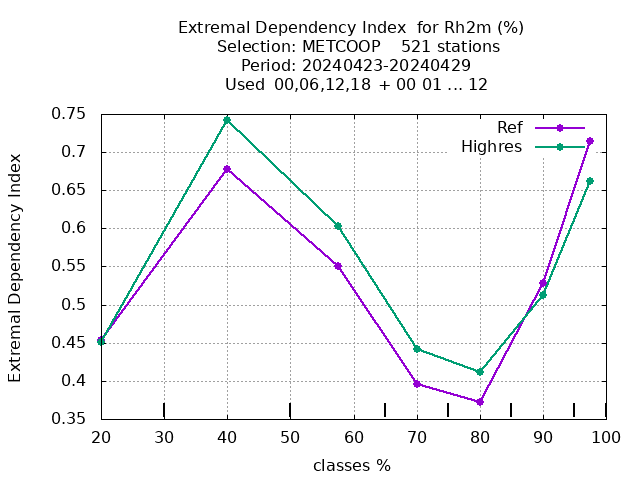 Extremal Dependency Index  for Rh2m (%)
Selection: METCOOP    521 stations
Period: 20240423-20240429
Used  00,06,12,18 + 00 01 ... 12
Extremal Dependency Index
0.75
0.7
0.65
0.6
0.55
0.5
0.45
0.4
0.35
Ref
Highres
20 30 40 50 60 70 80 90 100
classes %